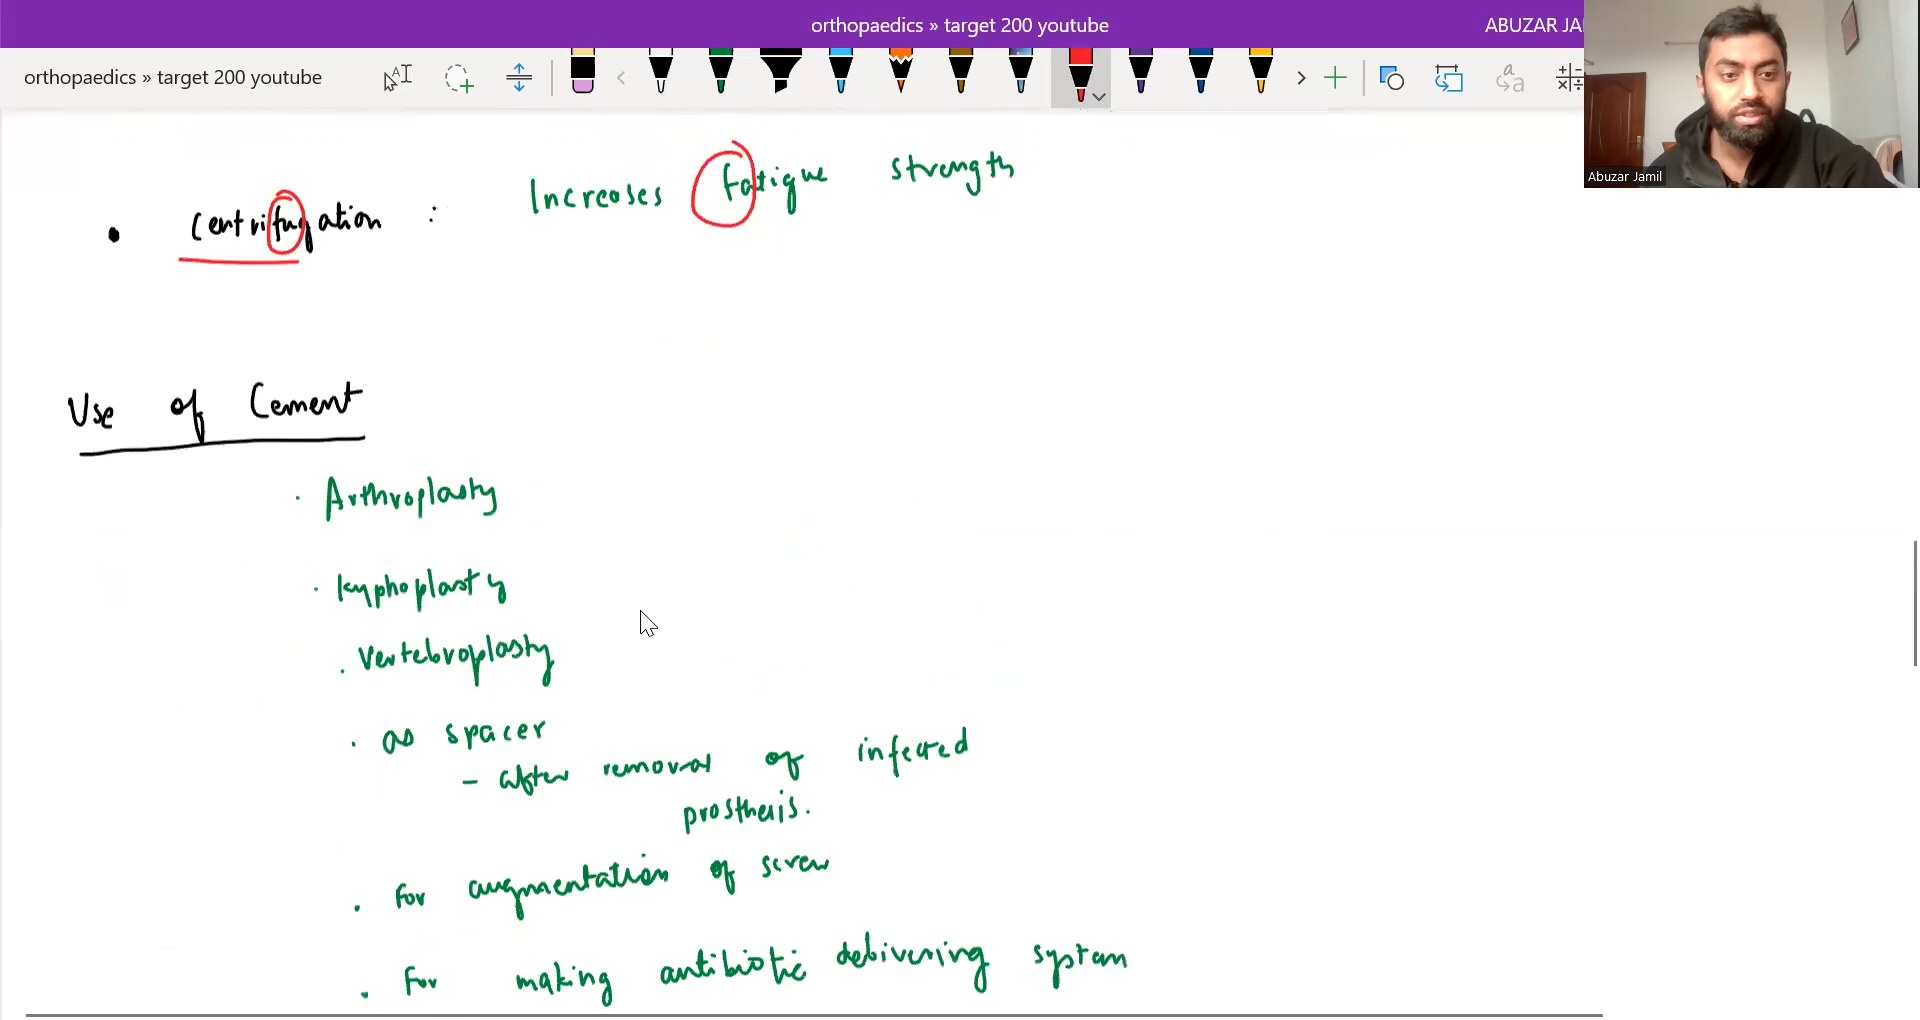 orthopaedics » target 200 youtube
ABUZAR JA
orthopaedics » target 200 youtube
Abuzar Jamil
• Centrifugation : Increases Fatigue strength
Use of Cement
. Arthroplasty
. kyphoplasty
. Vertebroplasty
. as spacer
- after removal of infected
prosthesis.
. For augmentation of screw
. For making antibiotic delivering system